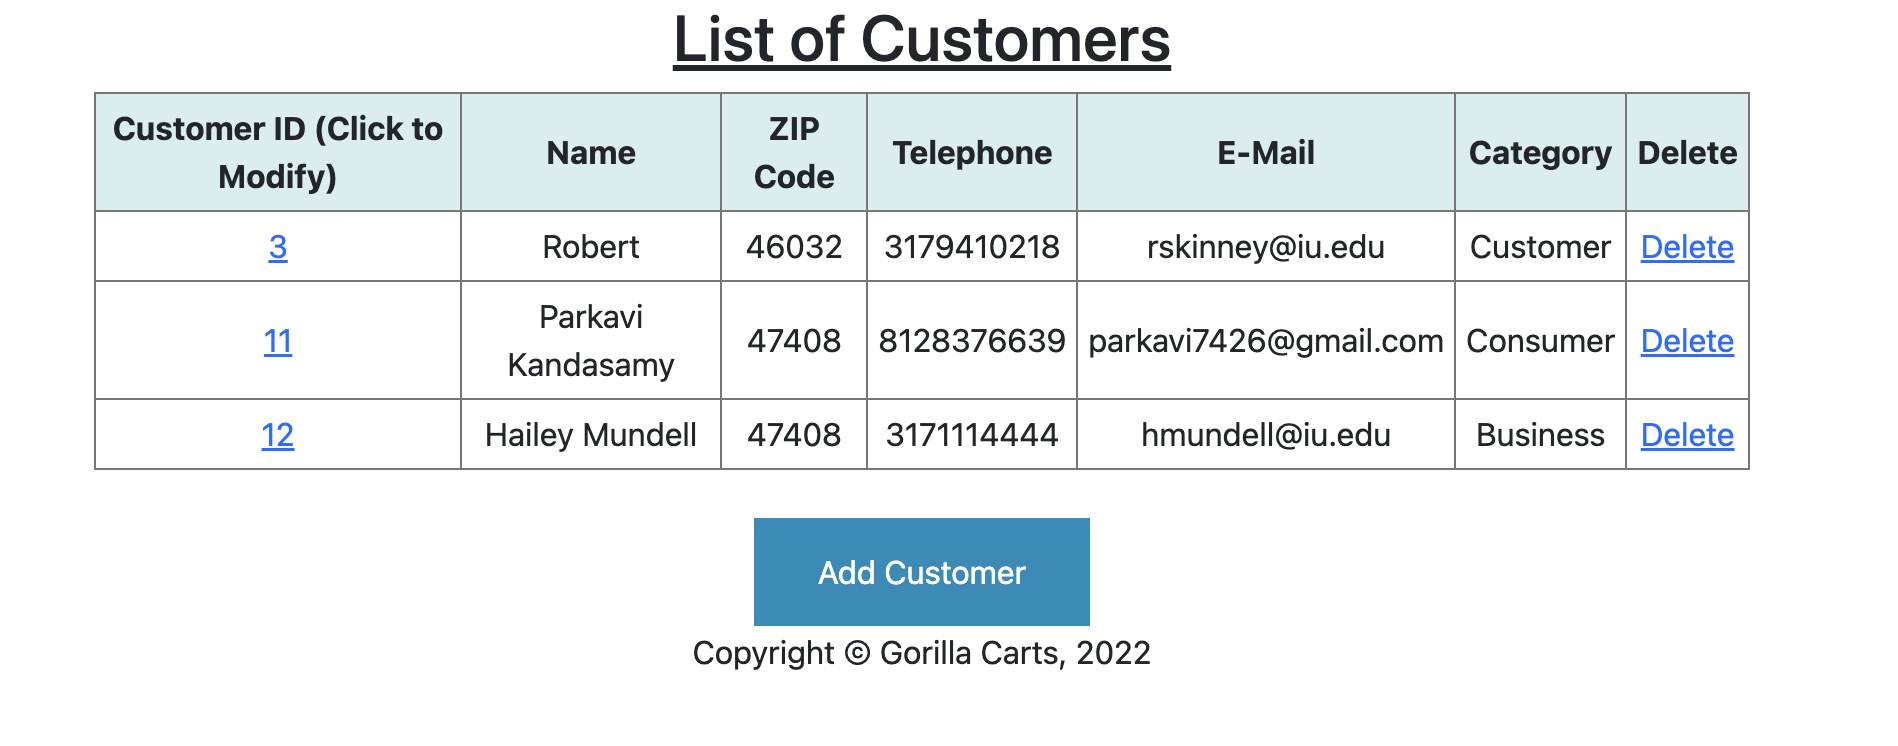 List of Customers
Customer ID (Click to
Modify)
Name
ZIP
Code
Telephone
E-Mail
Category
Delete
3
Robert
46032
3179410218
rskinney@iu.edu
Customer
Delete
11
Parkavi
Kandasamy
47408
8128376639
parkavi7426@gmail.com
Consumer
Delete
12
Hailey Mundell
47408
3171114444
hmundell@iu.edu
Business
Delete
Add Customer
Copyright © Gorilla Carts, 2022